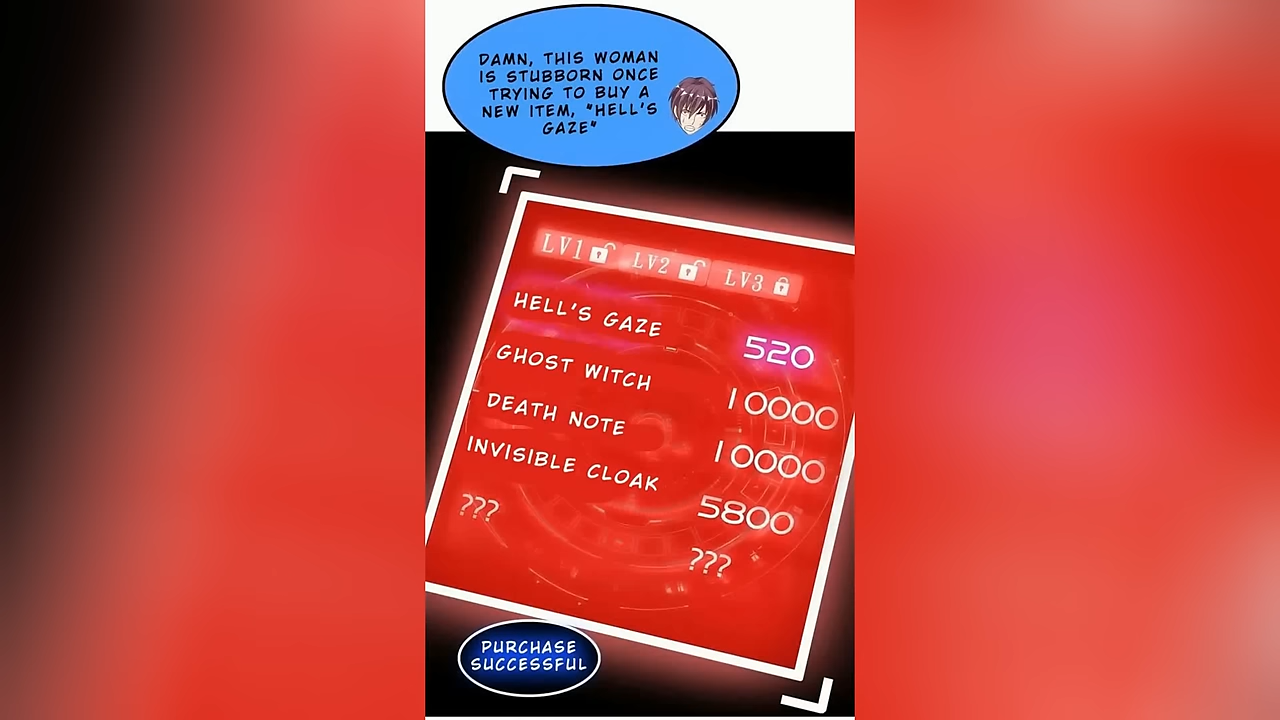 DAMN, THIS WOMAN
IS STUBBORN ONCE
TRYING TO BUY A
NEW ITEM, "HELL'S
GAZE"
LV1 LV2 LV3
HELL'S GAZE 520
GHOST WITCH 10000
DEATH NOTE 10000
INVISIBLE CLOAK 5800
??? ???
PURCHASE
SUCCESSFUL